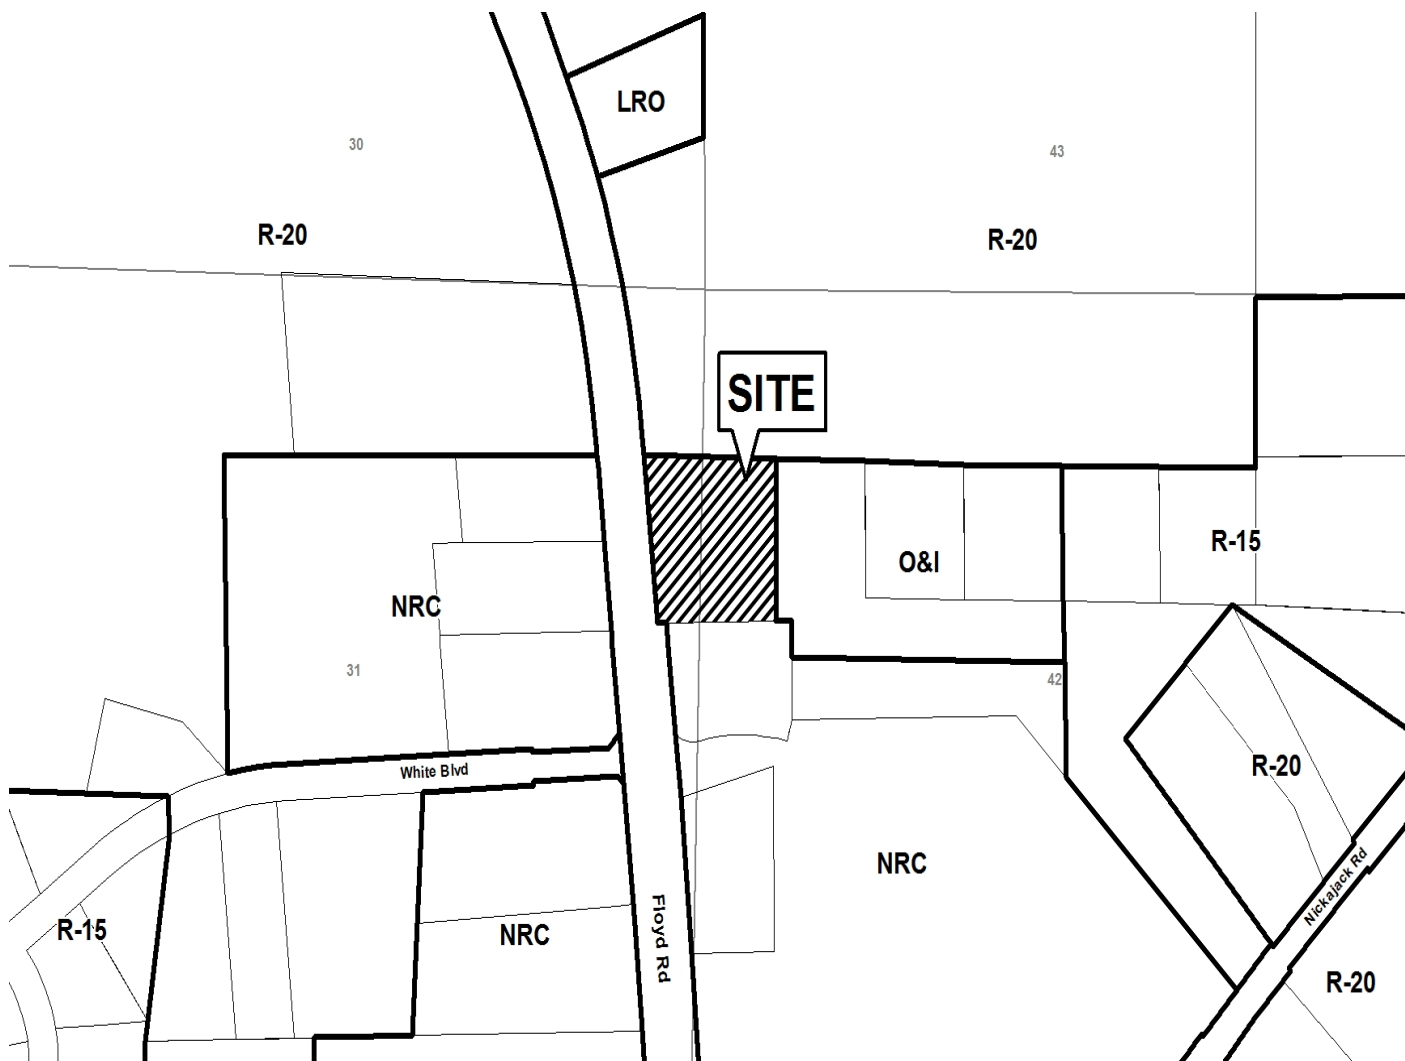 LRO
30
43
R-20
R-20
SITE
R-15
O&I
NRC
31
42
R-20
White Blvd
NRC
Nickajack Rd
R-15
NRC
Floyd Rd
R-20